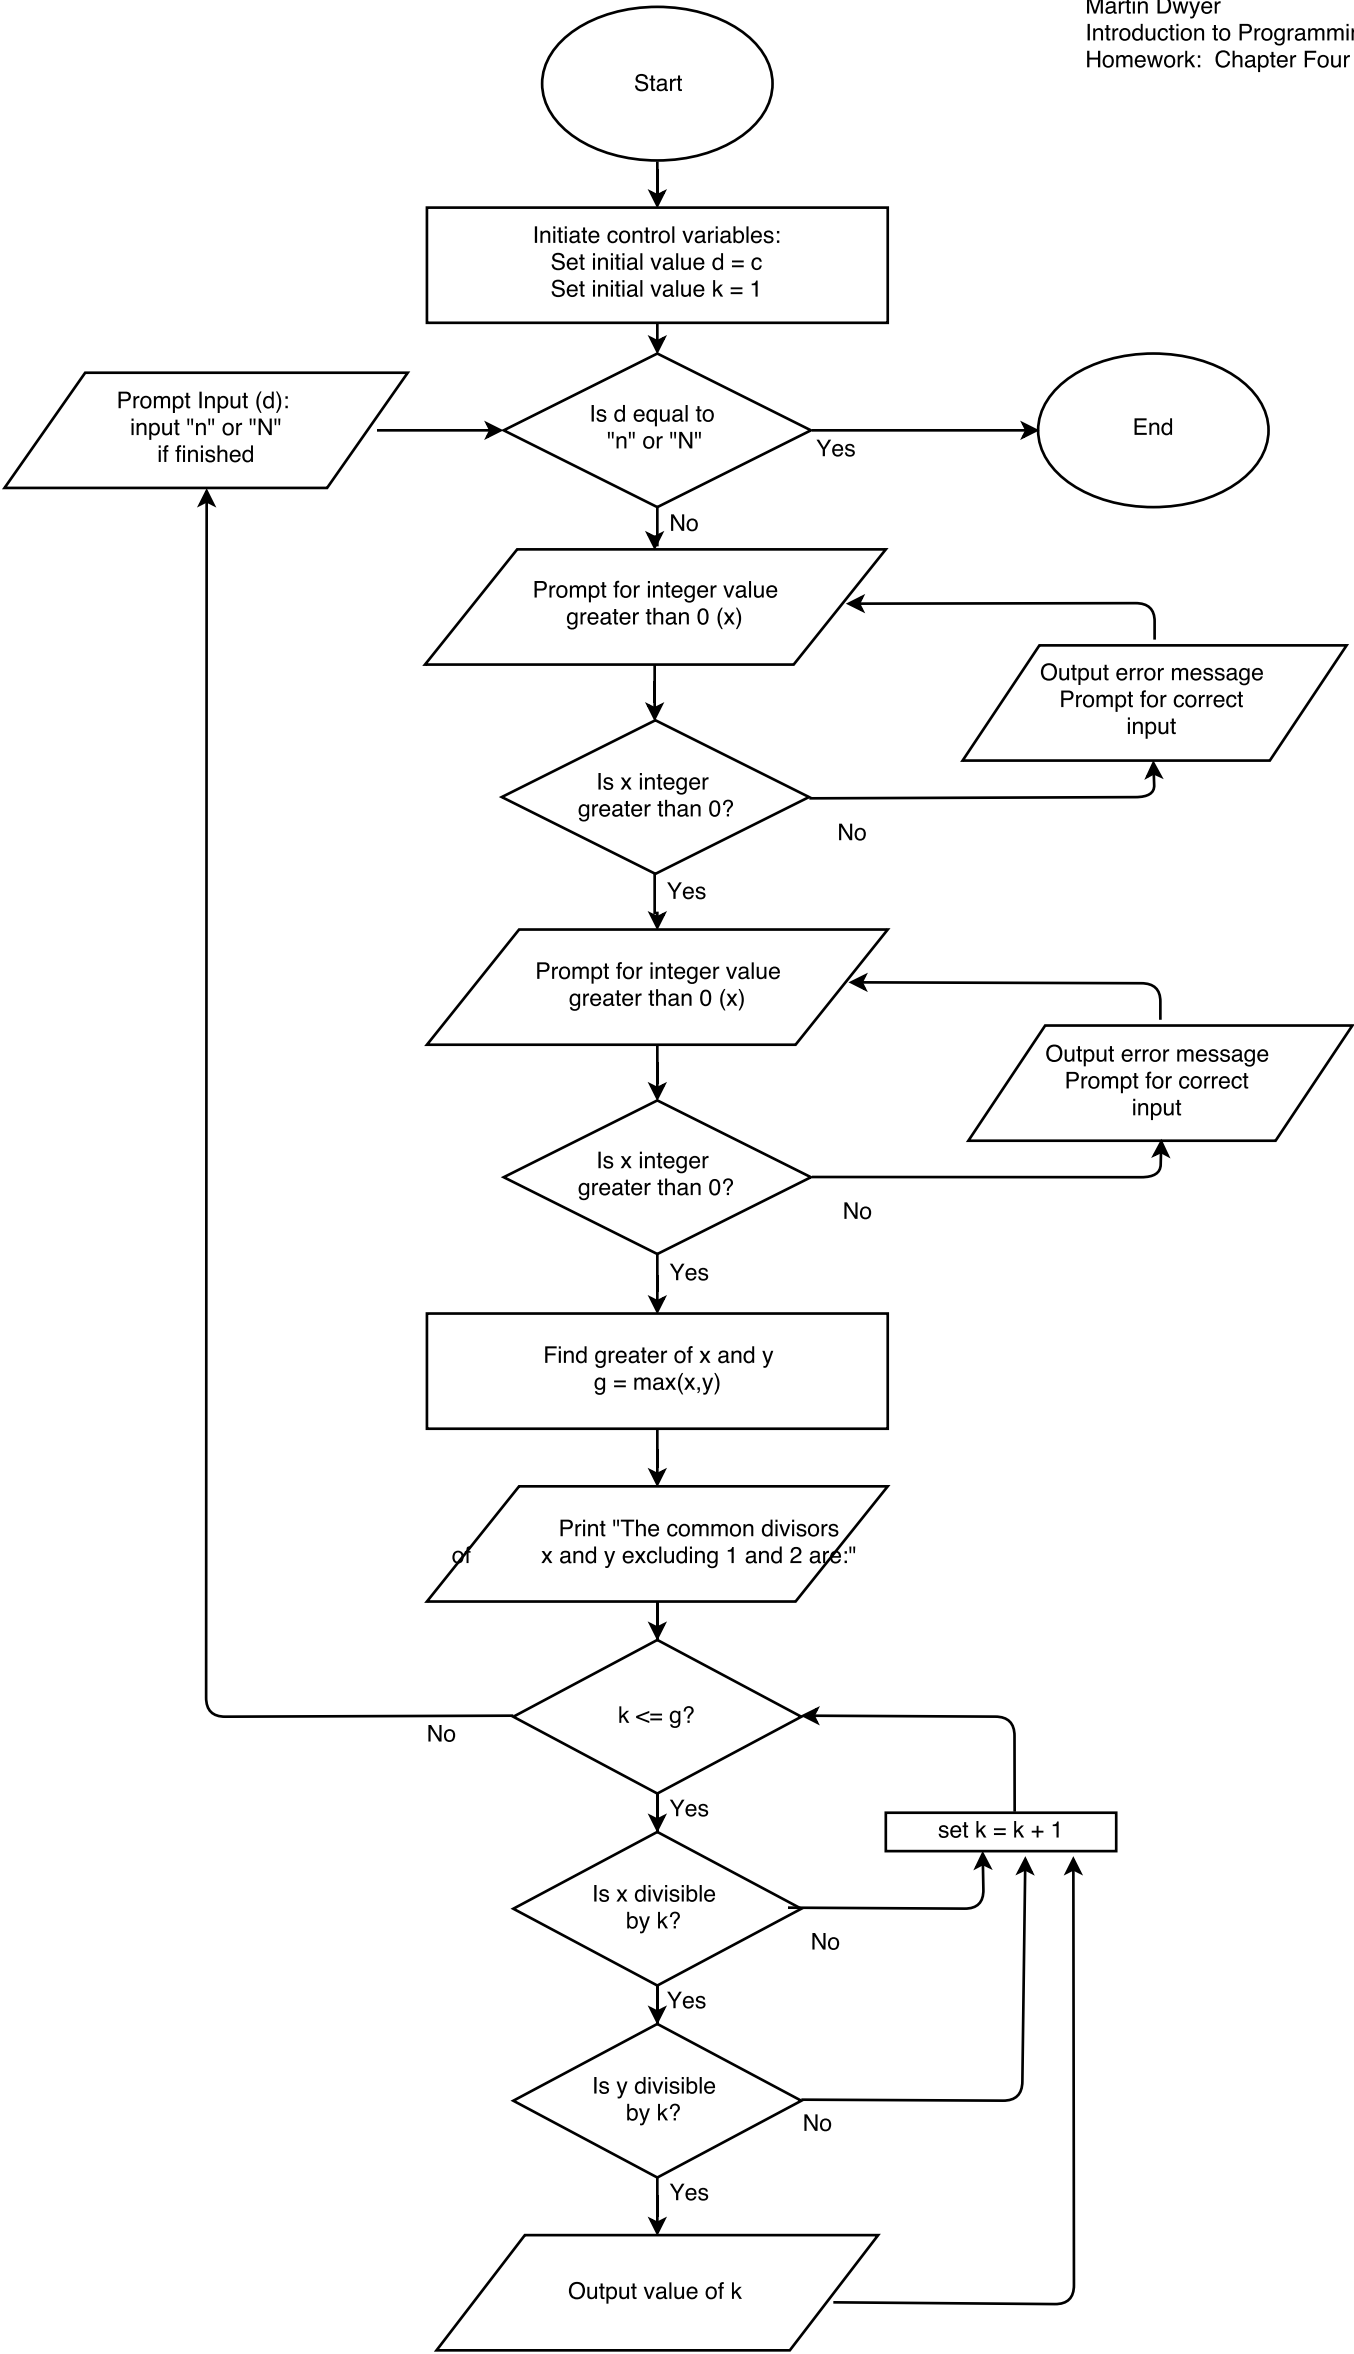 Martin Dwyer
Introduction to Programmi
Homework:  Chapter Four
Start
Initiate control variables:
Set initial value d = c
Set initial value k = 1
Prompt Input (d):
input "n" or "N"
if finished
Is d equal to
"n" or "N"
Yes
End
No
Prompt for integer value
greater than 0 (x)
Output error message
Prompt for correct
input
Is x integer
greater than 0?
No
Yes
Prompt for integer value
greater than 0 (x)
Output error message
Prompt for correct
input
Is x integer
greater than 0?
No
Yes
Find greater of x and y
g = max(x,y)
Print "The common divisors
of x and y excluding 1 and 2 are:"
k <= g?
No
Yes
set k = k + 1
Is x divisible
by k?
No
Yes
Is y divisible
by k?
No
Yes
Output value of k